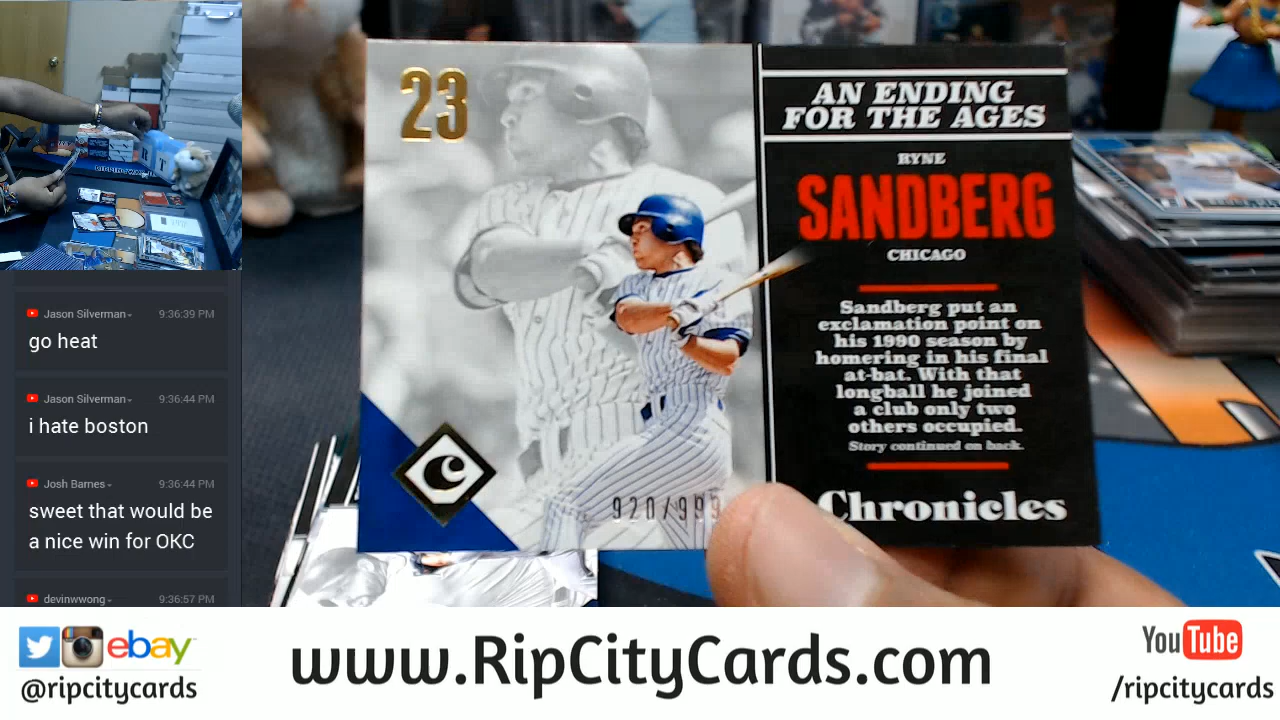 23
AN ENDING
FOR THE AGES
RYNE
SANDBERG
CHICAGO
Sandberg put an
exclamation point on
his 1990 season by
homering in his final
at-bat. With that
longball he joined
a club only two
others occupied.
Story continued on back.
C
920/999
Chronicles
Jason Silverman
9:36:39 PM
go heat
Jason Silverman
9:36:44 PM
i hate boston
Josh Barnes
9:36:44 PM
sweet that would be
a nice win for OKC
devinwwong
9:36:57 PM
ebay
@ripcitycards
www.RipCityCards.com
YouTube
/ripcitycards